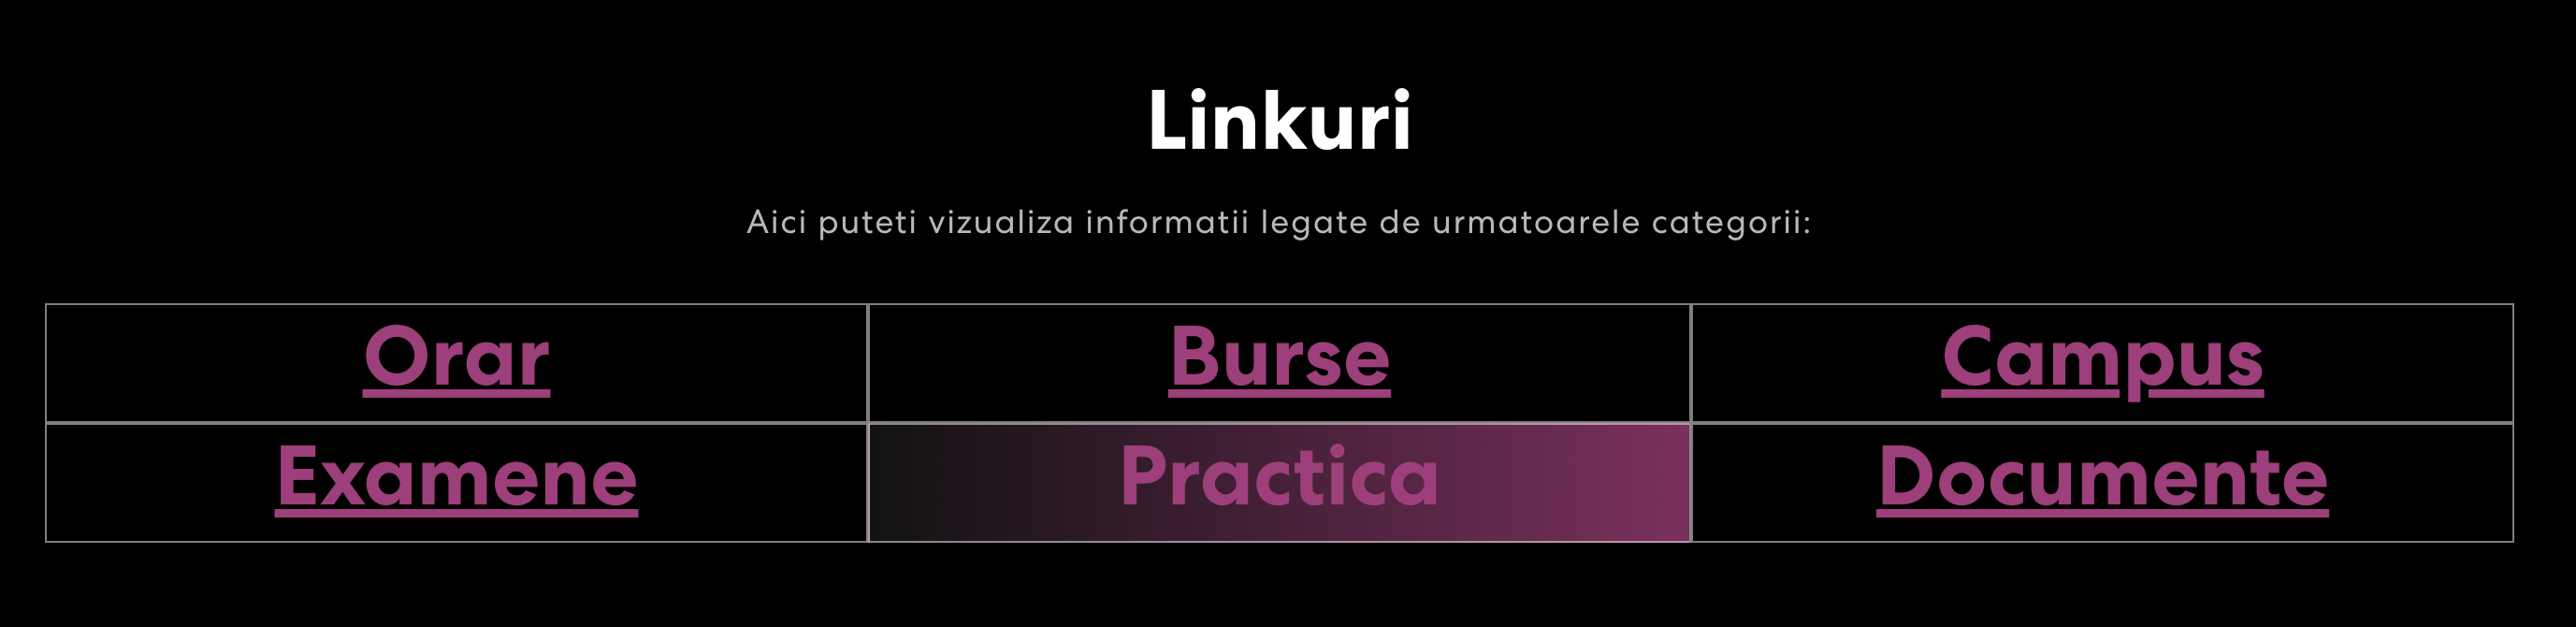 Linkuri
Aici puteti vizualiza informatii legate de urmatoarele categorii:
Orar Burse Campus
Examene Practica Documente